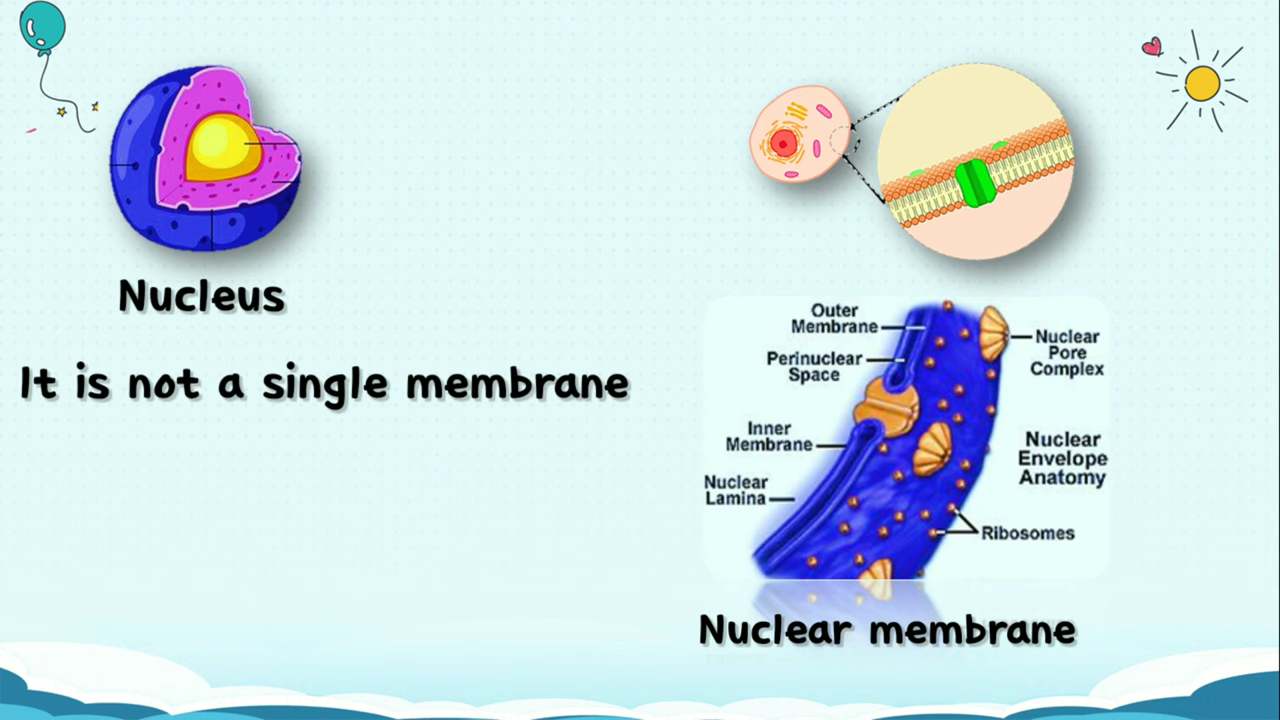 Nucleus
It is not a single membrane
Outer
Membrane
Perinuclear
Space
Inner
Membrane
Nuclear
Lamina
Nuclear
Pore
Complex
Nuclear
Envelope
Anatomy
Ribosomes
Nuclear membrane